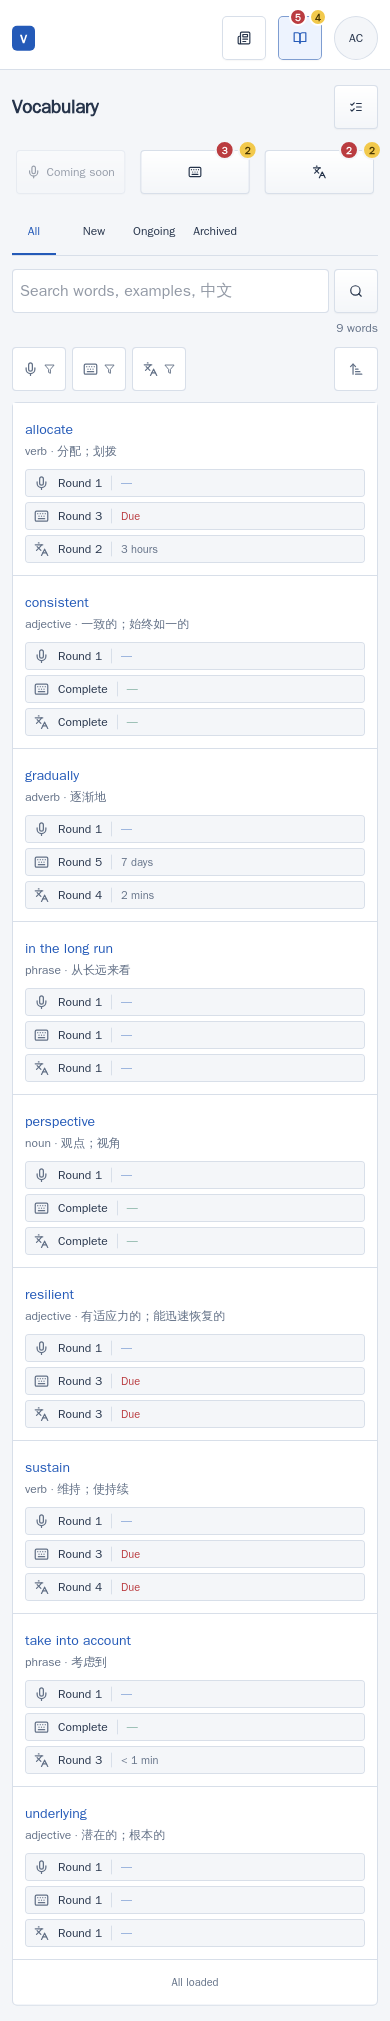 V
5
4
AC
Vocabulary
3
2
2
2
Coming soon
All New Ongoing Archived
Search words, examples, 中文
9 words
allocate
verb · 分配；划拨
Round 1 —
Round 3 Due
Round 2 3 hours
consistent
adjective · 一致的；始终如一的
Round 1 —
Complete —
Complete —
gradually
adverb · 逐渐地
Round 1 —
Round 5 7 days
Round 4 2 mins
in the long run
phrase · 从长远来看
Round 1 —
Round 1 —
Round 1 —
perspective
noun · 观点；视角
Round 1 —
Complete —
Complete —
resilient
adjective · 有适应力的；能迅速恢复的
Round 1 —
Round 3 Due
Round 3 Due
sustain
verb · 维持；使持续
Round 1 —
Round 3 Due
Round 4 Due
take into account
phrase · 考虑到
Round 1 —
Complete —
Round 3 < 1 min
underlying
adjective · 潜在的；根本的
Round 1 —
Round 1 —
Round 1 —
All loaded